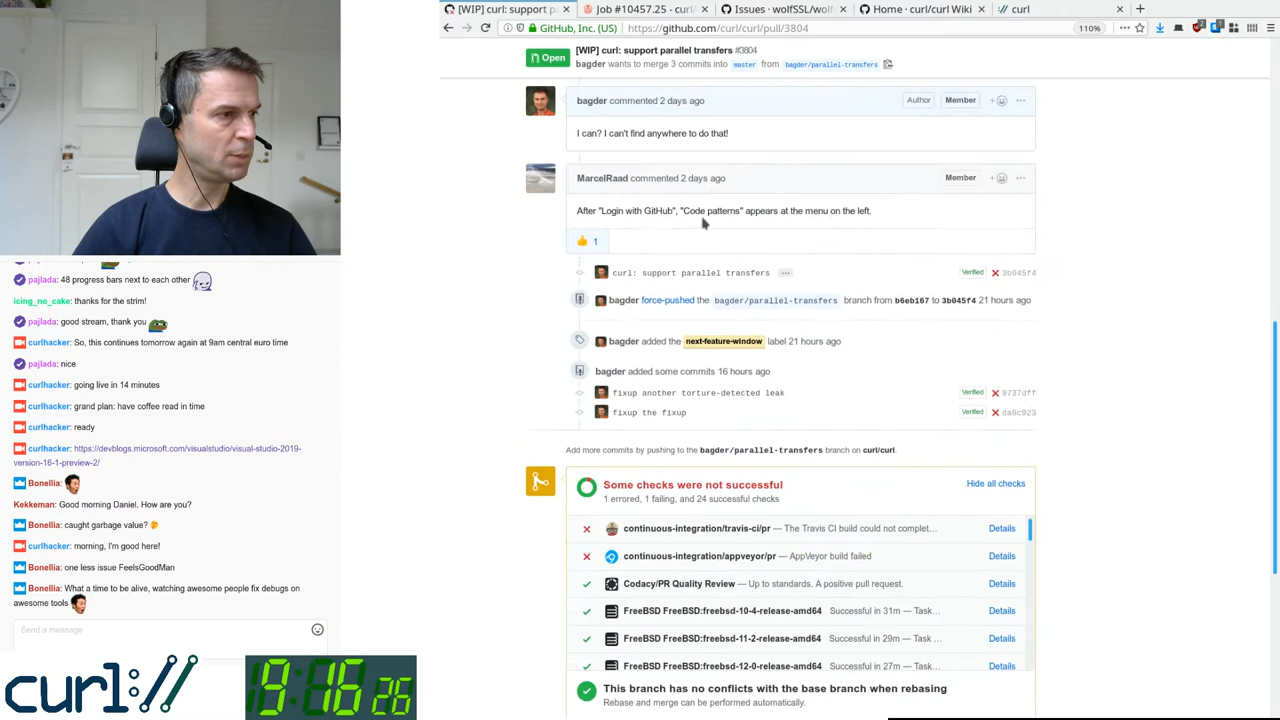 [WIP] curl: support p
Job #10457.25 - curl/
Issues · wolfSSL/wolf
Home · curl/curl Wiki
curl
GitHub, Inc. (US)
https://github.com/curl/curl/pull/3804
110%
Open
[WIP] curl: support parallel transfers #3804
bagder wants to merge 3 commits into master from bagder/parallel-transfers
bagder commented 2 days ago
Author
Member
I can? I can't find anywhere to do that!
MarcelRaad commented 2 days ago
Member
After "Login with GitHub", "Code patterns" appears at the menu on the left.
👍 1
curl: support parallel transfers ...
Verified
3b045f4
bagder force-pushed the bagder/parallel-transfers branch from b6eb167 to 3b045f4 21 hours ago
bagder added the next-feature-window label 21 hours ago
bagder added some commits 16 hours ago
fixup another torture-detected leak
Verified
9737dff
fixup the fixup
Verified
da0c923
Add more commits by pushing to the bagder/parallel-transfers branch on curl/curl.
Some checks were not successful
1 errored, 1 failing, and 24 successful checks
Hide all checks
continuous-integration/travis-ci/pr — The Travis CI build could not complet...
Details
continuous-integration/appveyor/pr — AppVeyor build failed
Details
Codacy/PR Quality Review — Up to standards. A positive pull request.
Details
FreeBSD FreeBSD:freebsd-10-4-release-amd64 Successful in 31m — Task...
Details
FreeBSD FreeBSD:freebsd-11-2-release-amd64 Successful in 29m — Task ...
Details
FreeBSD FreeBSD:freebsd-12-0-release-amd64 Successful in 27m — Task...
Details
This branch has no conflicts with the base branch when rebasing
Rebase and merge can be performed automatically.
pajlada: 48 progress bars next to each other
icing_no_cake: thanks for the strim!
pajlada: good stream, thank you
curlhacker: So, this continues tomorrow again at 9am central euro time
pajlada: nice
curlhacker: going live in 14 minutes
curlhacker: grand plan: have coffee read in time
curlhacker: ready
curlhacker: https://devblogs.microsoft.com/visualstudio/visual-studio-2019-
version-16-1-preview-2/
Bonellia:
Kekkeman: Good morning Daniel. How are you?
Bonellia: caught garbage value? 🤔
curlhacker: morning, I'm good here!
Bonellia: one less issue FeelsGoodMan
Bonellia: What a time to be alive, watching awesome people fix debugs on
awesome tools
Send a message
curl://
9:16 26